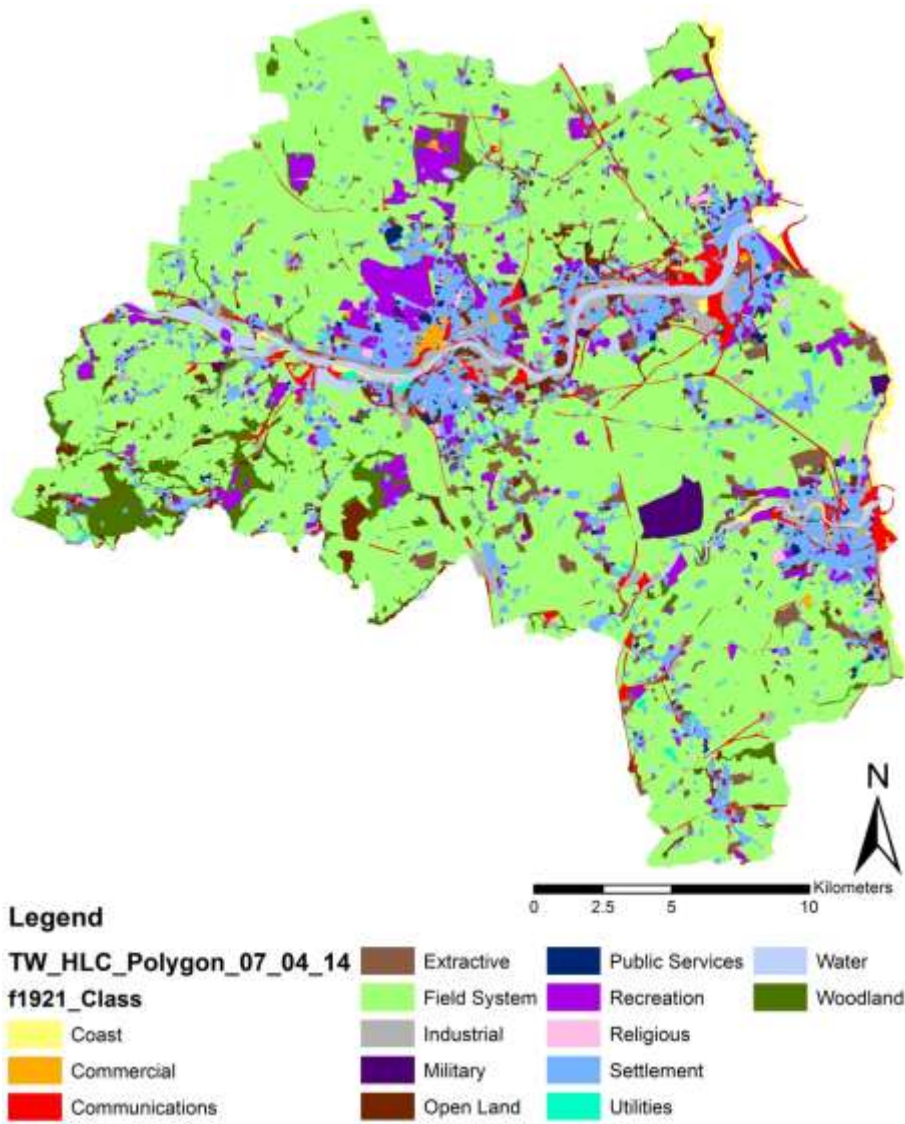 N
Kilometers
0 2.5 5 10
Legend
TW_HLC_Polygon_07_04_14
f1921_Class
Coast
Commercial
Communications
Extractive
Field System
Industrial
Military
Open Land
Public Services
Recreation
Religious
Settlement
Utilities
Water
Woodland